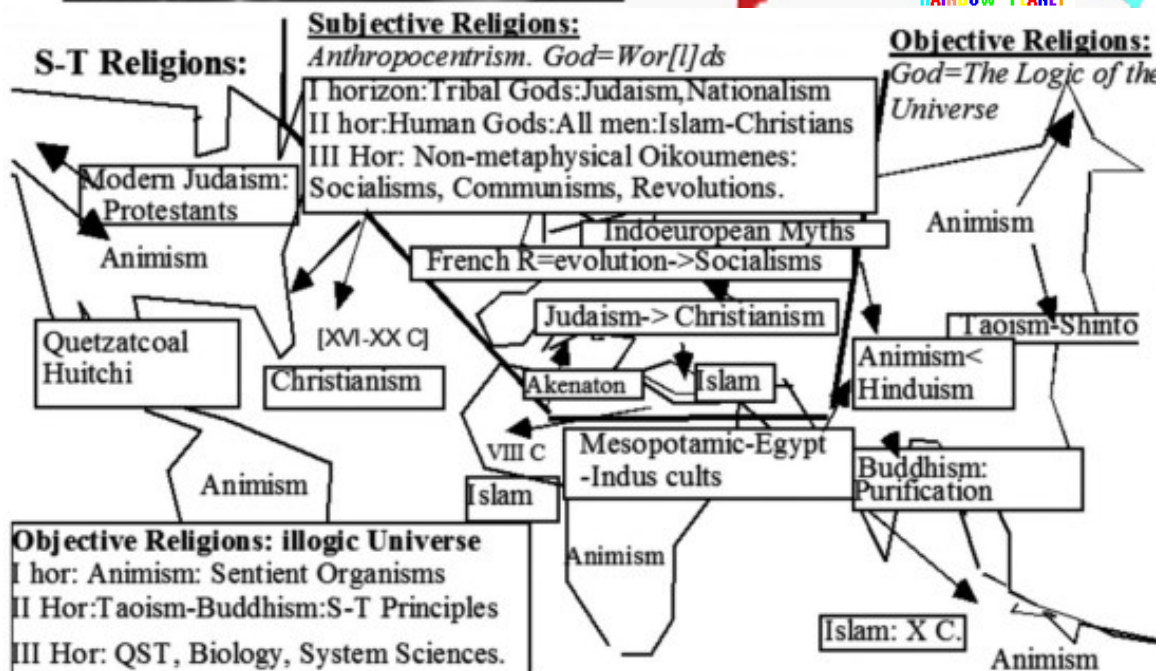 RAINBOW PLANET
S-T Religions:
Subjective Religions:
Anthropocentrism. God=Wor[l]ds
I horizon:Tribal Gods:Judaism,Nationalism
II hor:Human Gods:All men:Islam-Christians
III Hor: Non-metaphysical Oikoumenes:
Socialisms, Communisms, Revolutions.
Objective Religions:
God=The Logic of the
Universe
Modern Judaism:
Protestants
Animism
Animism
Indoeuropean Myths
French R=evolution->Socialisms
Judaism-> Christianism
Taoism-Shinto
Quetzatcoal
Huitchi
[XVI-XX C]
Christianism
Akenaton
Islam
Animism<
Hinduism
VIII C
Islam
Mesopotamic-Egypt
-Indus cults
Buddhism:
Purification
Animism
Animism
Objective Religions: illogic Universe
I hor: Animism: Sentient Organisms
II Hor:Taoism-Buddhism:S-T Principles
III Hor: QST, Biology, System Sciences.
Islam: X C.
Animism